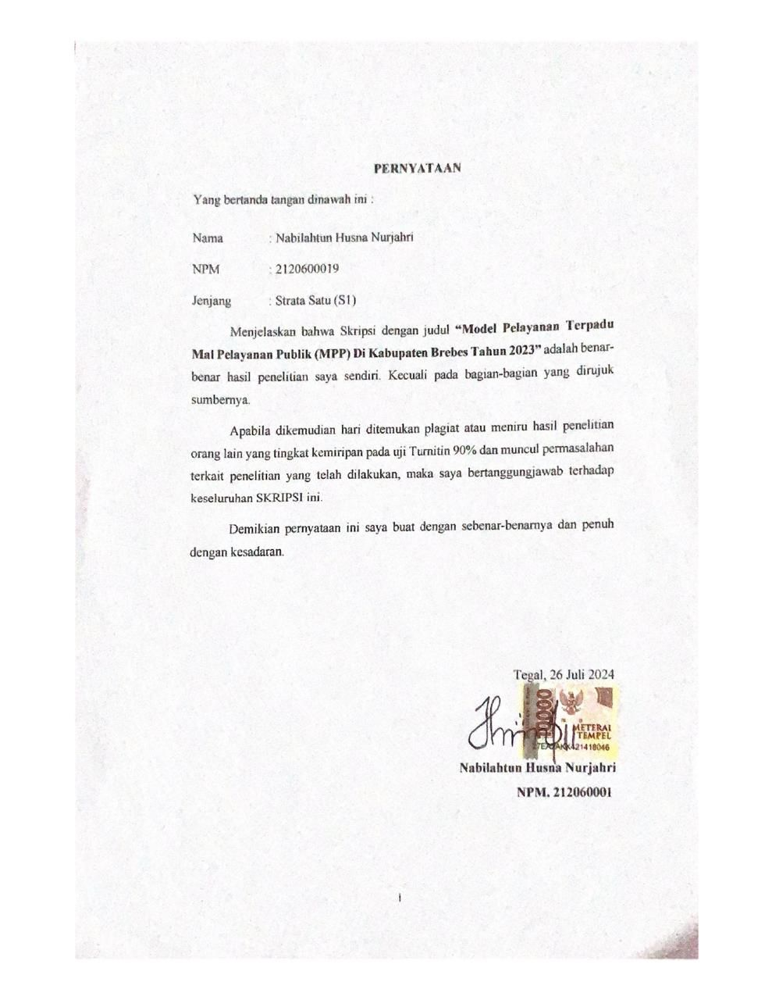 PERNYATAAN
Yang bertanda tangan dinawah ini :
Nama : Nabilahtun Husna Nurjahri
NPM : 2120600019
Jenjang : Strata Satu (S1)
Menjelaskan bahwa Skripsi dengan judul “Model Pelayanan Terpadu
Mal Pelayanan Publik (MPP) Di Kabupaten Brebes Tahun 2023” adalah benar-
benar hasil penelitian saya sendiri. Kecuali pada bagian-bagian yang dirujuk
sumbernya.
Apabila dikemudian hari ditemukan plagiat atau meniru hasil penelitian
orang lain yang tingkat kemiripan pada uji Turnitin 90% dan muncul permasalahan
terkait penelitian yang telah dilakukan, maka saya bertanggungjawab terhadap
keseluruhan SKRIPSI ini.
Demikian pernyataan ini saya buat dengan sebenar-benarnya dan penuh
dengan kesadaran.
Tegal, 26 Juli 2024
10000
METERAI
TEMPEL
Nabilahtun Husna Nurjahri
NPM. 212060001
i